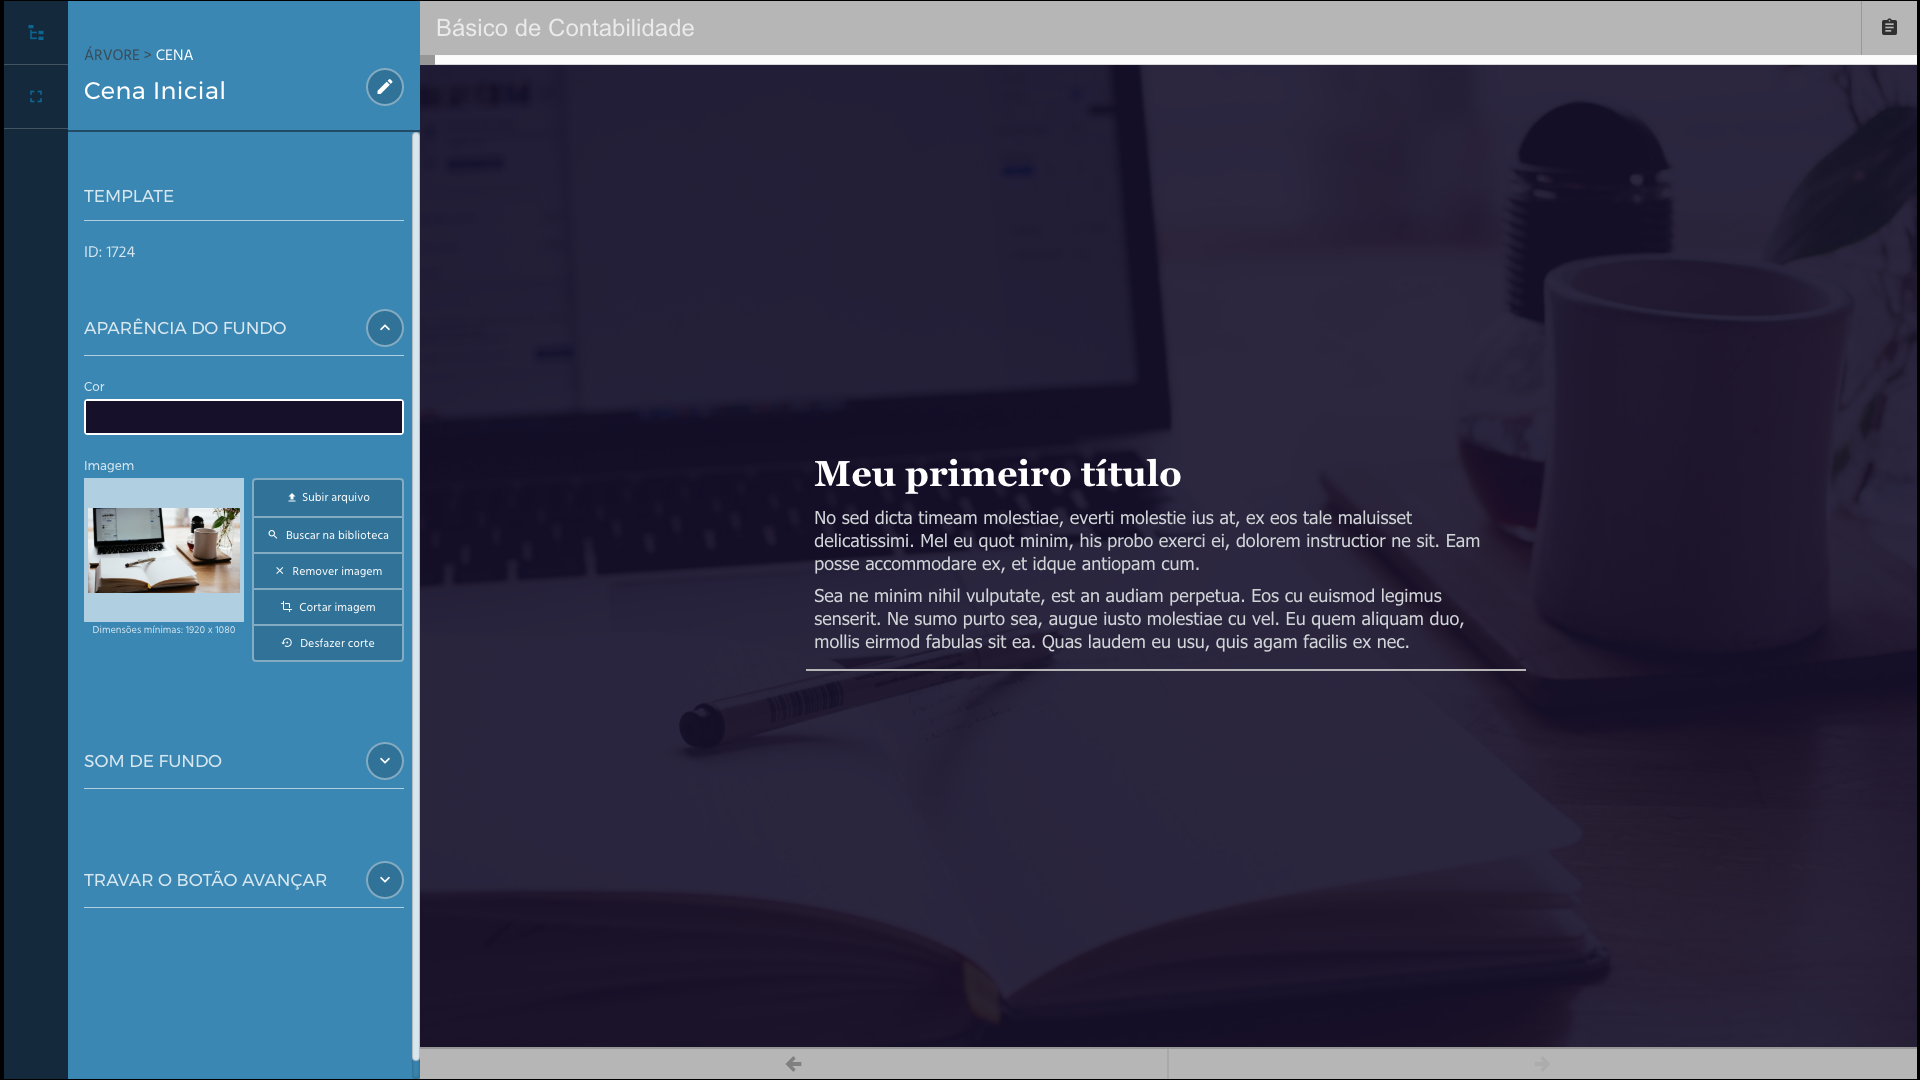 ÁRVORE > CENA
Cena Inicial
TEMPLATE
ID: 1724
APARÊNCIA DO FUNDO
Cor
Imagem
Subir arquivo
Buscar na biblioteca
Remover imagem
Cortar imagem
Desfazer corte
Dimensões mínimas: 1920 x 1080
SOM DE FUNDO
TRAVAR O BOTÃO AVANÇAR
Básico de Contabilidade
Meu primeiro título
No sed dicta timeam molestiae, everti molestie ius at, ex eos tale maluisset
delicatissimi. Mel eu quot minim, his probo exerci ei, dolorem instructior ne sit. Eam
posse accommodare ex, et idque antiopam cum.
Sea ne minim nihil vulputate, est an audiam perpetua. Eos cu euismod legimus
senserit. Ne sumo purto sea, augue iusto molestiae cu vel. Eu quem aliquam duo,
mollis eirmod fabulas sit ea. Quas laudem eu usu, quis agam facilis ex nec.